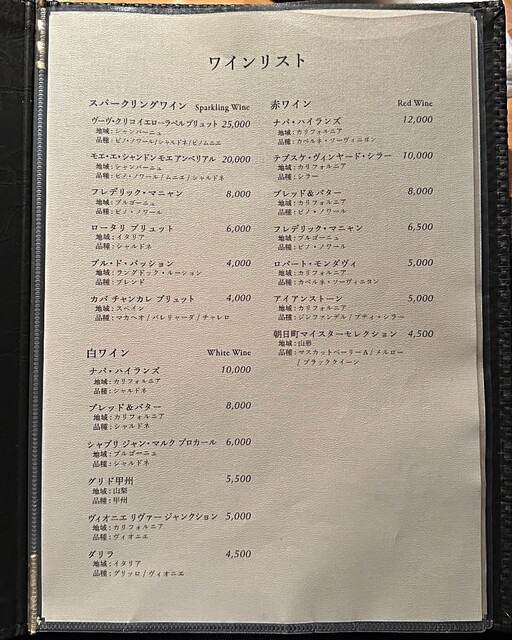 ワインリスト
スパークリングワイン Sparkling Wine
ヴーヴ・クリコ イエローラベル ブリュット 25,000
地域：シャンパーニュ
品種：ピノ・ノワール/シャルドネ/ピノムニエ
モエ・エ・シャンドン モエ アンペリアル 20,000
地域：シャンパーニュ
品種：ピノ・ノワール / ムニエ / シャルドネ
フレデリック・マニャン 8,000
地域：ブルゴーニュ
品種：ピノ・ノワール
ロータリ ブリュット 6,000
地域：イタリア
品種：シャルドネ
ブル・ド・パッション 4,000
地域：ラングドック・ルーション
品種：ブレンド
カバ チャンカレ ブリュット 4,000
地域：スペイン
品種：マカベオ / パレリャーダ / チャレロ
白ワイン White Wine
ナパ・ハイランズ 10,000
地域：カリフォルニア
品種：シャルドネ
ブレッド＆バター 8,000
地域：カリフォルニア
品種：シャルドネ
シャブリ ジャン・マルク ブロカール 6,000
地域：ブルゴーニュ
品種：シャルドネ
グリド甲州 5,500
地域：山梨
品種：甲州
ヴィオニエ リヴァー ジャンクション 5,000
地域：カリフォルニア
品種：ヴィオニエ
ダリラ 4,500
地域：イタリア
品種：グリッロ / ヴィオニエ
赤ワイン Red Wine
ナパ・ハイランズ 12,000
地域：カリフォルニア
品種：カベルネ・ソーヴィニヨン
テブスケ・ヴィンヤード・シラー 10,000
地域：カリフォルニア
品種：シラー
ブレッド＆バター 8,000
地域：カリフォルニア
品種：ピノ・ノワール
フレデリック・マニャン 6,500
地域：ブルゴーニュ
品種：ピノ・ノワール
ロバート・モンダヴィ 5,000
地域：カリフォルニア
品種：カベルネ・ソーヴィニヨン
アイアンストーン 5,000
地域：カリフォルニア
品種：ジンファンデル / プティ・シラー
朝日町マイスターセレクション 4,500
地域：山形
品種：マスカットベーリーA / メルロー
/ ブラッククイーン